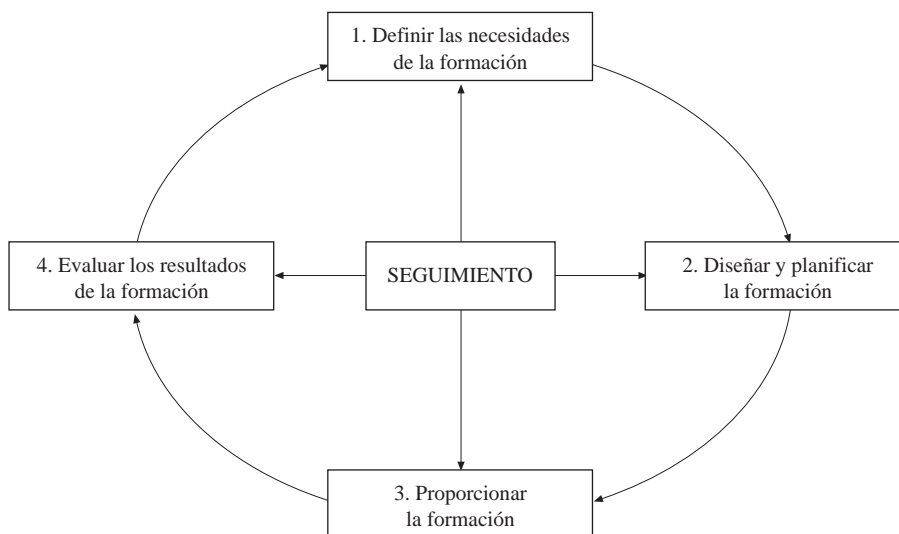 1. Definir las necesidades
de la formación
4. Evaluar los resultados
de la formación
SEGUIMIENTO
2. Diseñar y planificar
la formación
3. Proporcionar
la formación